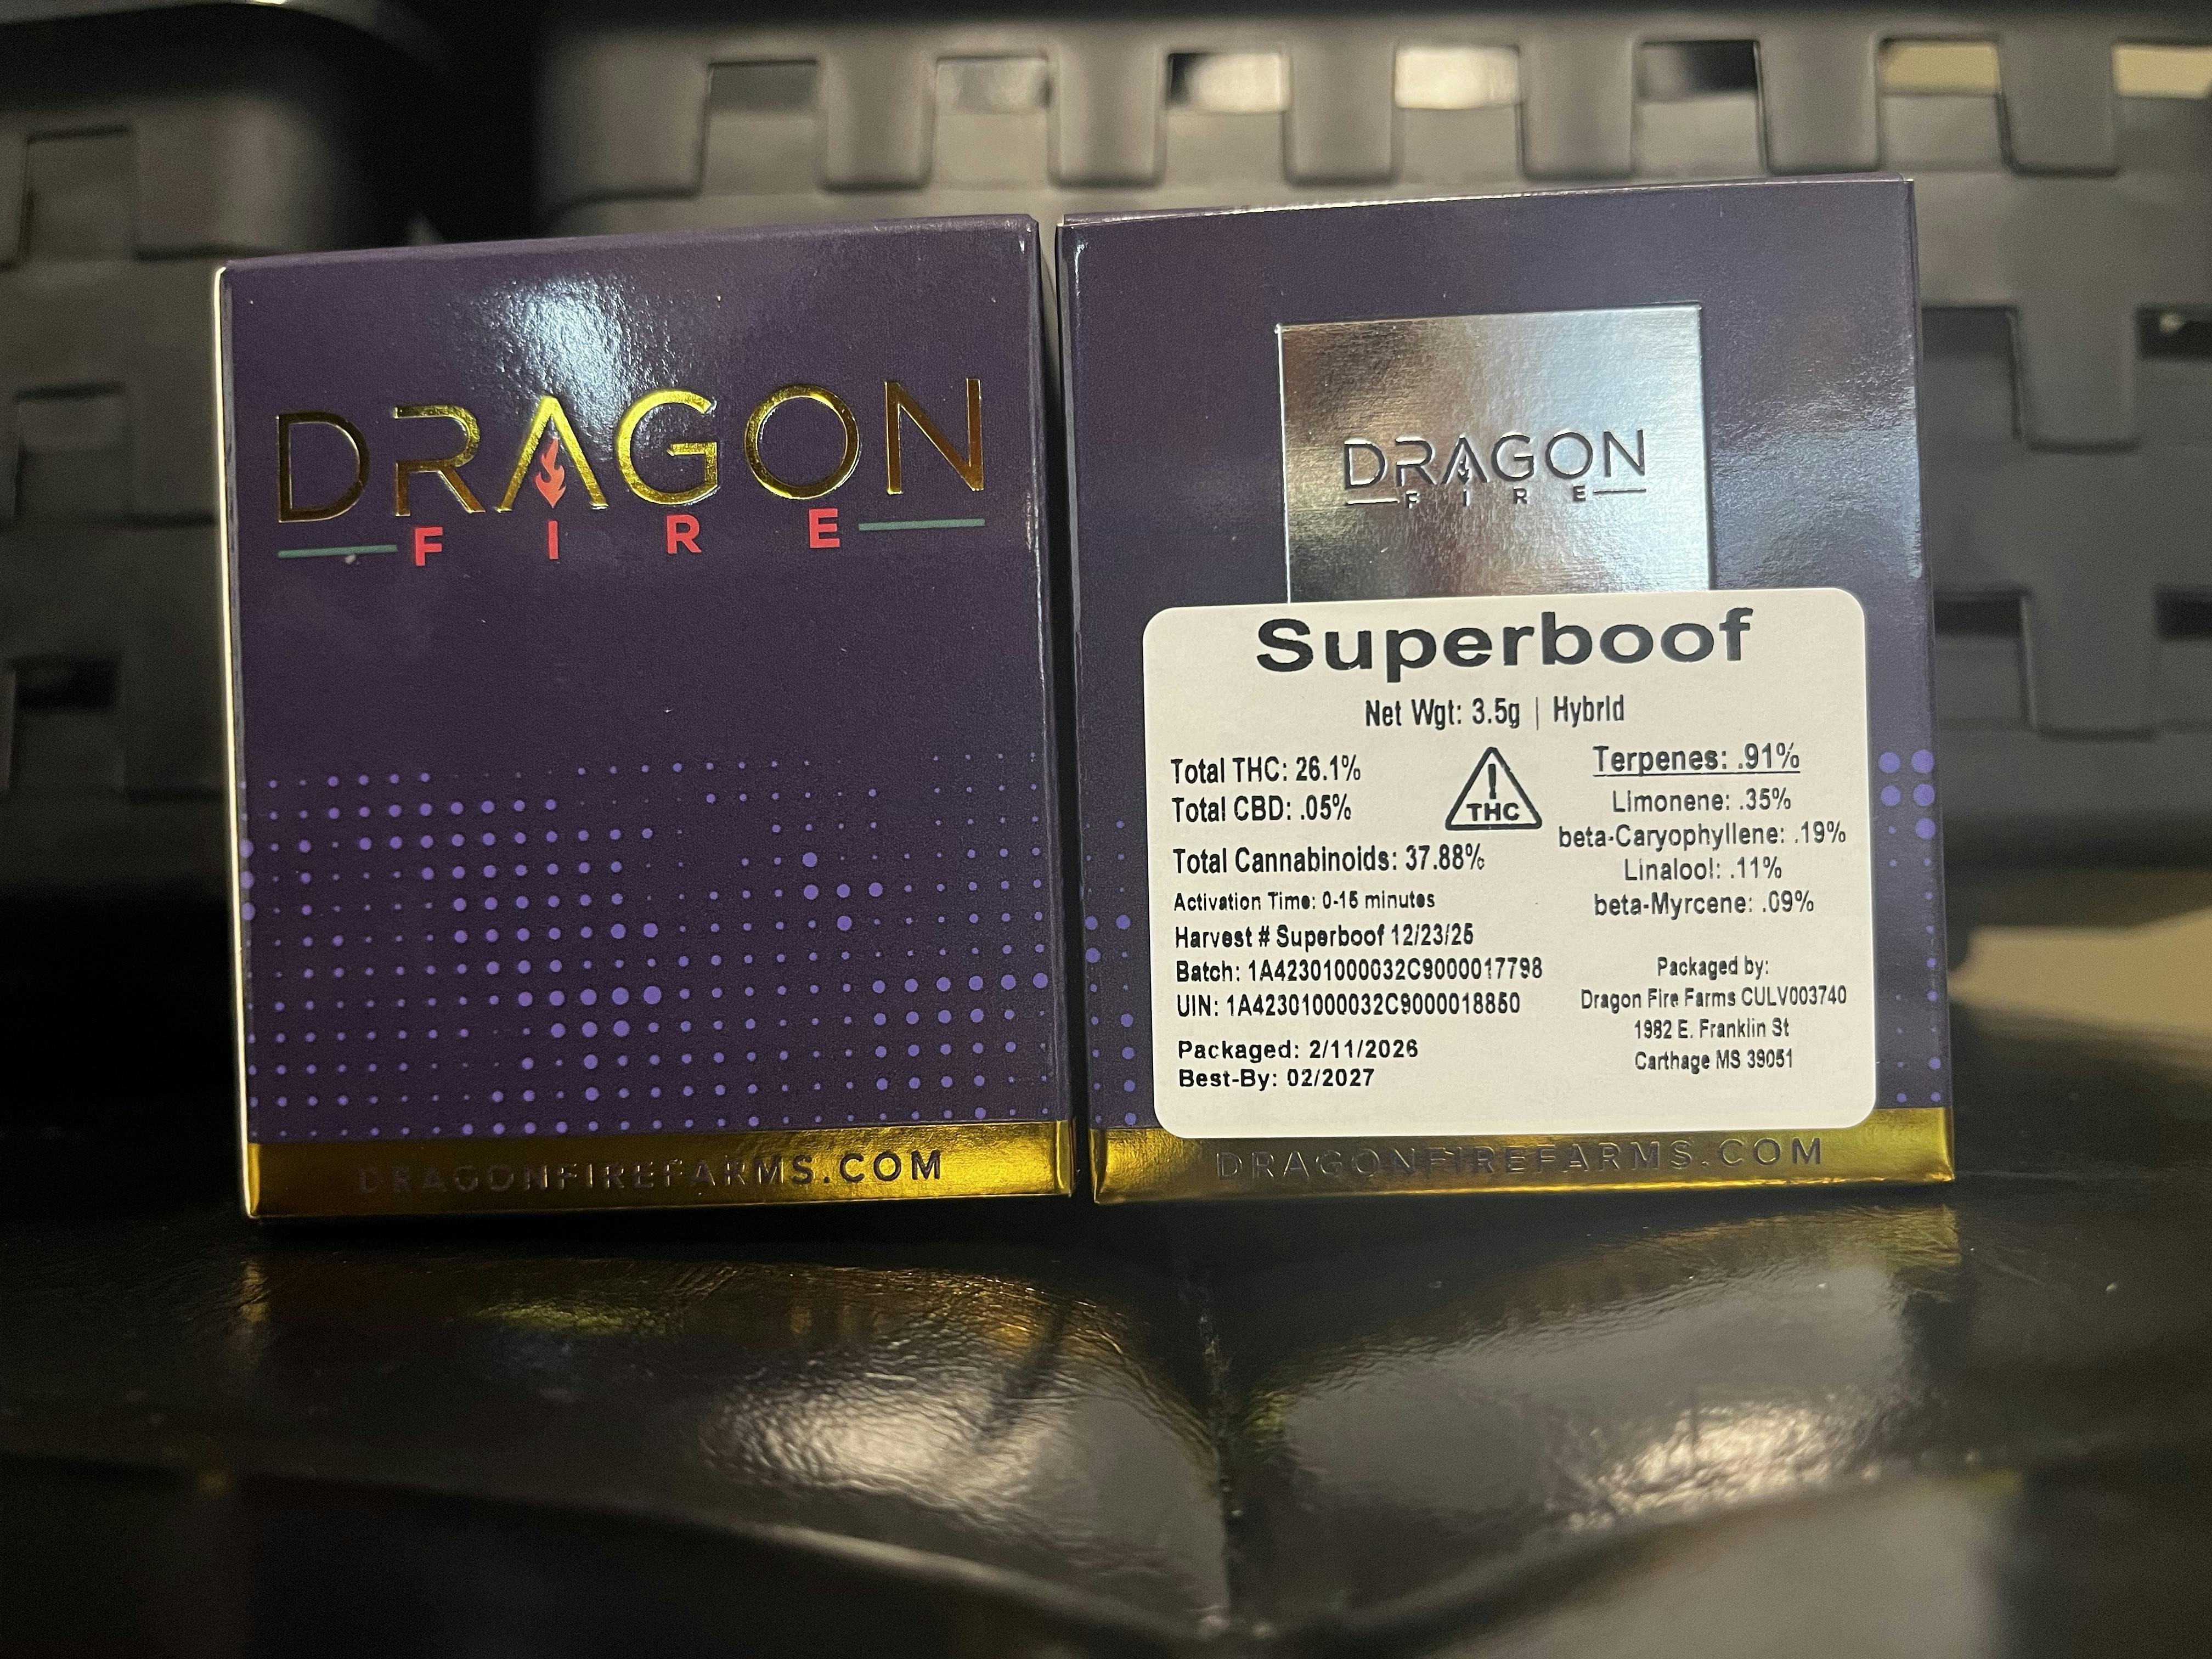 DRAGON
FIRE
DRAGONFIREFARMS.COM
DRAGON
FIRE
Superboof
Net Wgt: 3.5g | Hybrid
Total THC: 26.1%
Total CBD: .05%
Total Cannabinoids: 37.88%
Activation Time: 0-15 minutes
Harvest # Superboof 12/23/25
Batch: 1A42301000032C9000017798
UIN: 1A42301000032C9000018850
Packaged: 2/11/2026
Best-By: 02/2027
THC
Terpenes: .91%
Limonene: .35%
beta-Caryophyllene: .19%
Linalool: .11%
beta-Myrcene: .09%
Packaged by:
Dragon Fire Farms CULV003740
1982 E. Franklin St
Carthage MS 39051
DRAGONFIREFARMS.COM